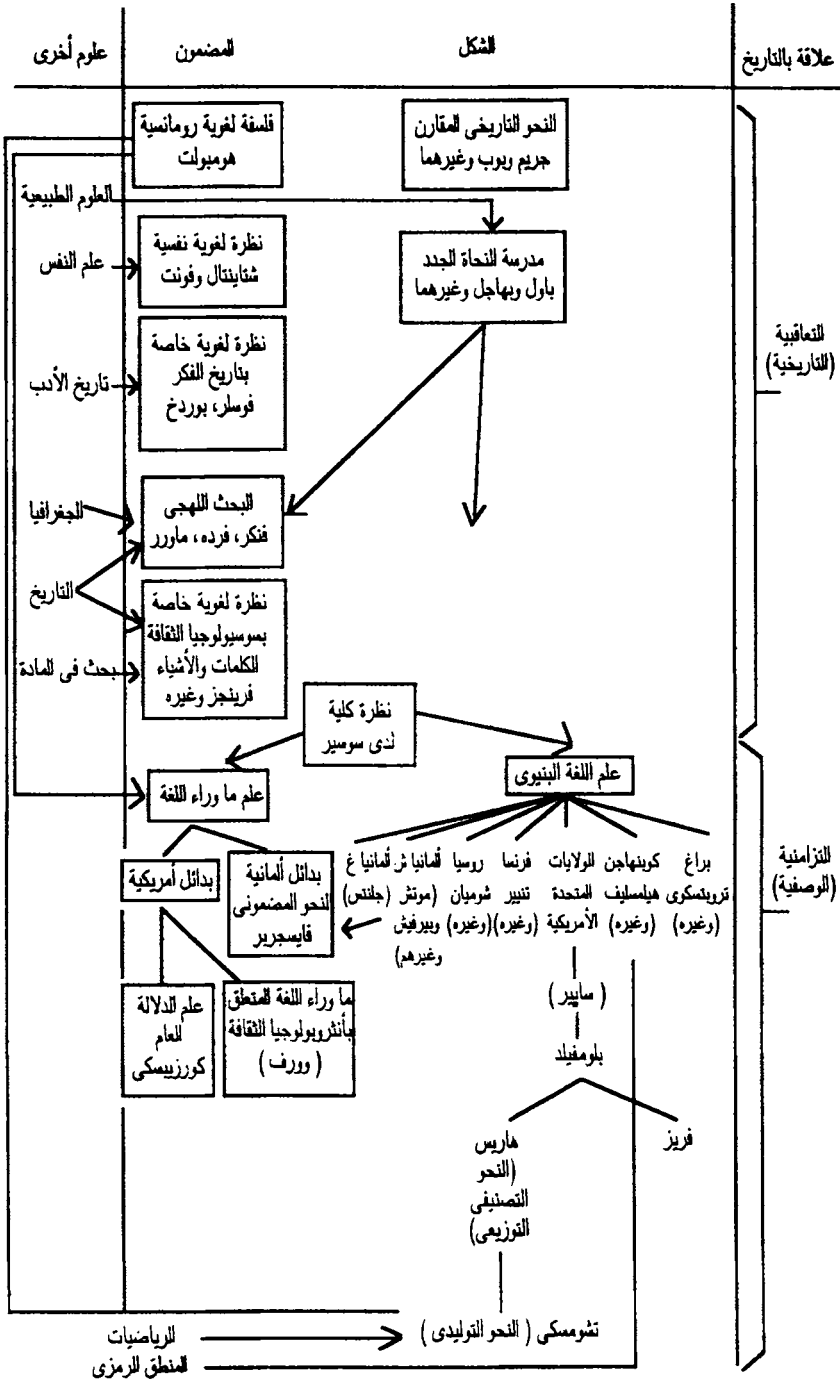 علاقة بالتاريخ
الشكل
المضمون
علوم أخرى
النحو التاريخى المقارن
جريم وبوب وغيرهما
فلسفة لغوية رومانسية
هومبولت
العلوم الطبيعية
مدرسة النحاة الجدد
باول وبهاجل وغيرهما
نظرة لغوية نفسية
شتاينتال وفونت
علم النفس
التعاقبية
(التاريخية)
نظرة لغوية خاصة
بتاريخ الفكر
فوسلر، بوردخ
تاريخ الأدب
البحث اللهجى
فنكر، فرده، ماورر
الجغرافيا
التاريخ
نظرة لغوية خاصة
بسوسيولوجيا الثقافة
الكلمات والأشياء
فرينجز وغيره
بحث فى المادة
نظرة كلية
لدى سوسير
علم اللغة البنيوى
علم ما وراء اللغة
التزامنية
(الوصفية)
براغ
تروبتسكوى
(وغيره)
كوبنهاجن
هيلمسليف
(وغيره)
الولايات
المتحدة
الأمريكية
فرنسا
تنيير
(وغيره)
روسيا
شوميان
(وغيره)
ألمانيا ش
(موتش
وبيرفيش
وغيرهم)
ألمانيا غ
(جلنتس)
بدائل ألمانية
النحو المضمونى
فايسجربر
بدائل أمريكية
(سابير)
ما وراء اللغة المتعلق
بأنثروبولوجيا الثقافة
(وورف)
علم الدلالة
العام
كورزيبسكى
بلومفيلد
فريز
هاريس
(النحو
التصنيفى
التوزيعى)
تشومسكى (النحو التوليدى)
الرياضيات
المنطق الرمزى